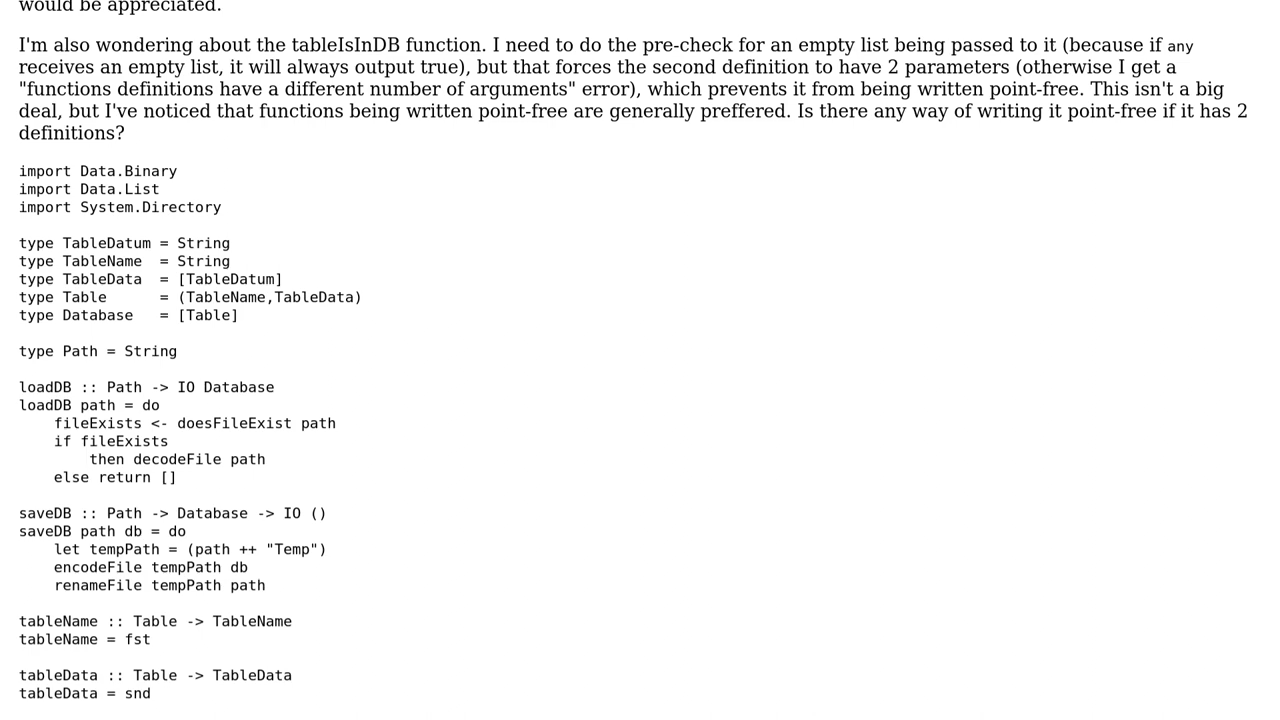 would be appreciated.
I'm also wondering about the tableIsInDB function. I need to do the pre-check for an empty list being passed to it (because if any
receives an empty list, it will always output true), but that forces the second definition to have 2 parameters (otherwise I get a
"functions definitions have a different number of arguments" error), which prevents it from being written point-free. This isn't a big
deal, but I've noticed that functions being written point-free are generally preffered. Is there any way of writing it point-free if it has 2
definitions?
import Data.Binary
import Data.List
import System.Directory
type TableDatum = String
type TableName  = String
type TableData  = [TableDatum]
type Table      = (TableName,TableData)
type Database   = [Table]
type Path = String
loadDB :: Path -> IO Database
loadDB path = do
    fileExists <- doesFileExist path
    if fileExists
        then decodeFile path
    else return []
saveDB :: Path -> Database -> IO ()
saveDB path db = do
    let tempPath = (path ++ "Temp")
    encodeFile tempPath db
    renameFile tempPath path
tableName :: Table -> TableName
tableName = fst
tableData :: Table -> TableData
tableData = snd